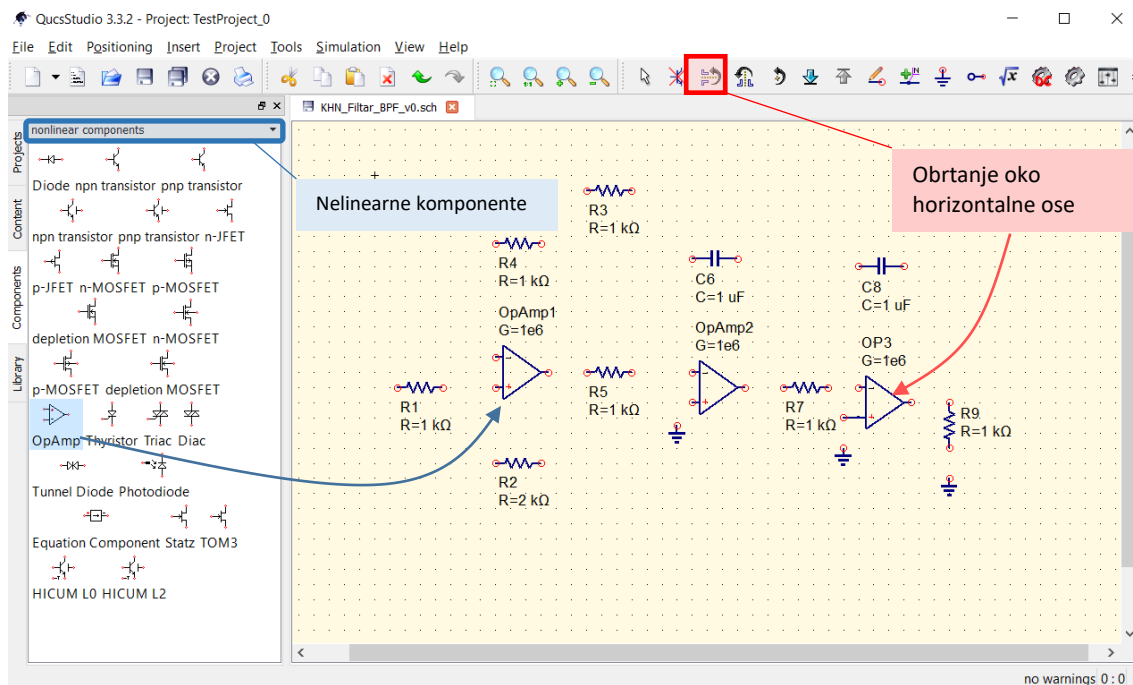 QucsStudio 3.3.2 - Project: TestProject_0
File Edit Positioning Insert Project Tools Simulation View Help
KHN_Filtar_BPF_v0.sch
Projects
Content
Components
Library
nonlinear components
Diode npn transistor pnp transistor
npn transistor pnp transistor n-JFET
p-JFET n-MOSFET p-MOSFET
depletion MOSFET n-MOSFET
p-MOSFET depletion MOSFET
OpAmp Thyristor Triac Diac
Tunnel Diode Photodiode
Equation Component Statz TOM3
HICUM L0 HICUM L2
Nelinearne komponente
Obrtanje oko
horizontalne ose
R3
R=1 kΩ
R4
R=1 kΩ
OpAmp1
G=1e6
R1
R=1 kΩ
R5
R=1 kΩ
R2
R=2 kΩ
C6
C=1 uF
OpAmp2
G=1e6
R7
R=1 kΩ
C8
C=1 uF
OP3
G=1e6
R9
R=1 kΩ
no warnings 0 : 0